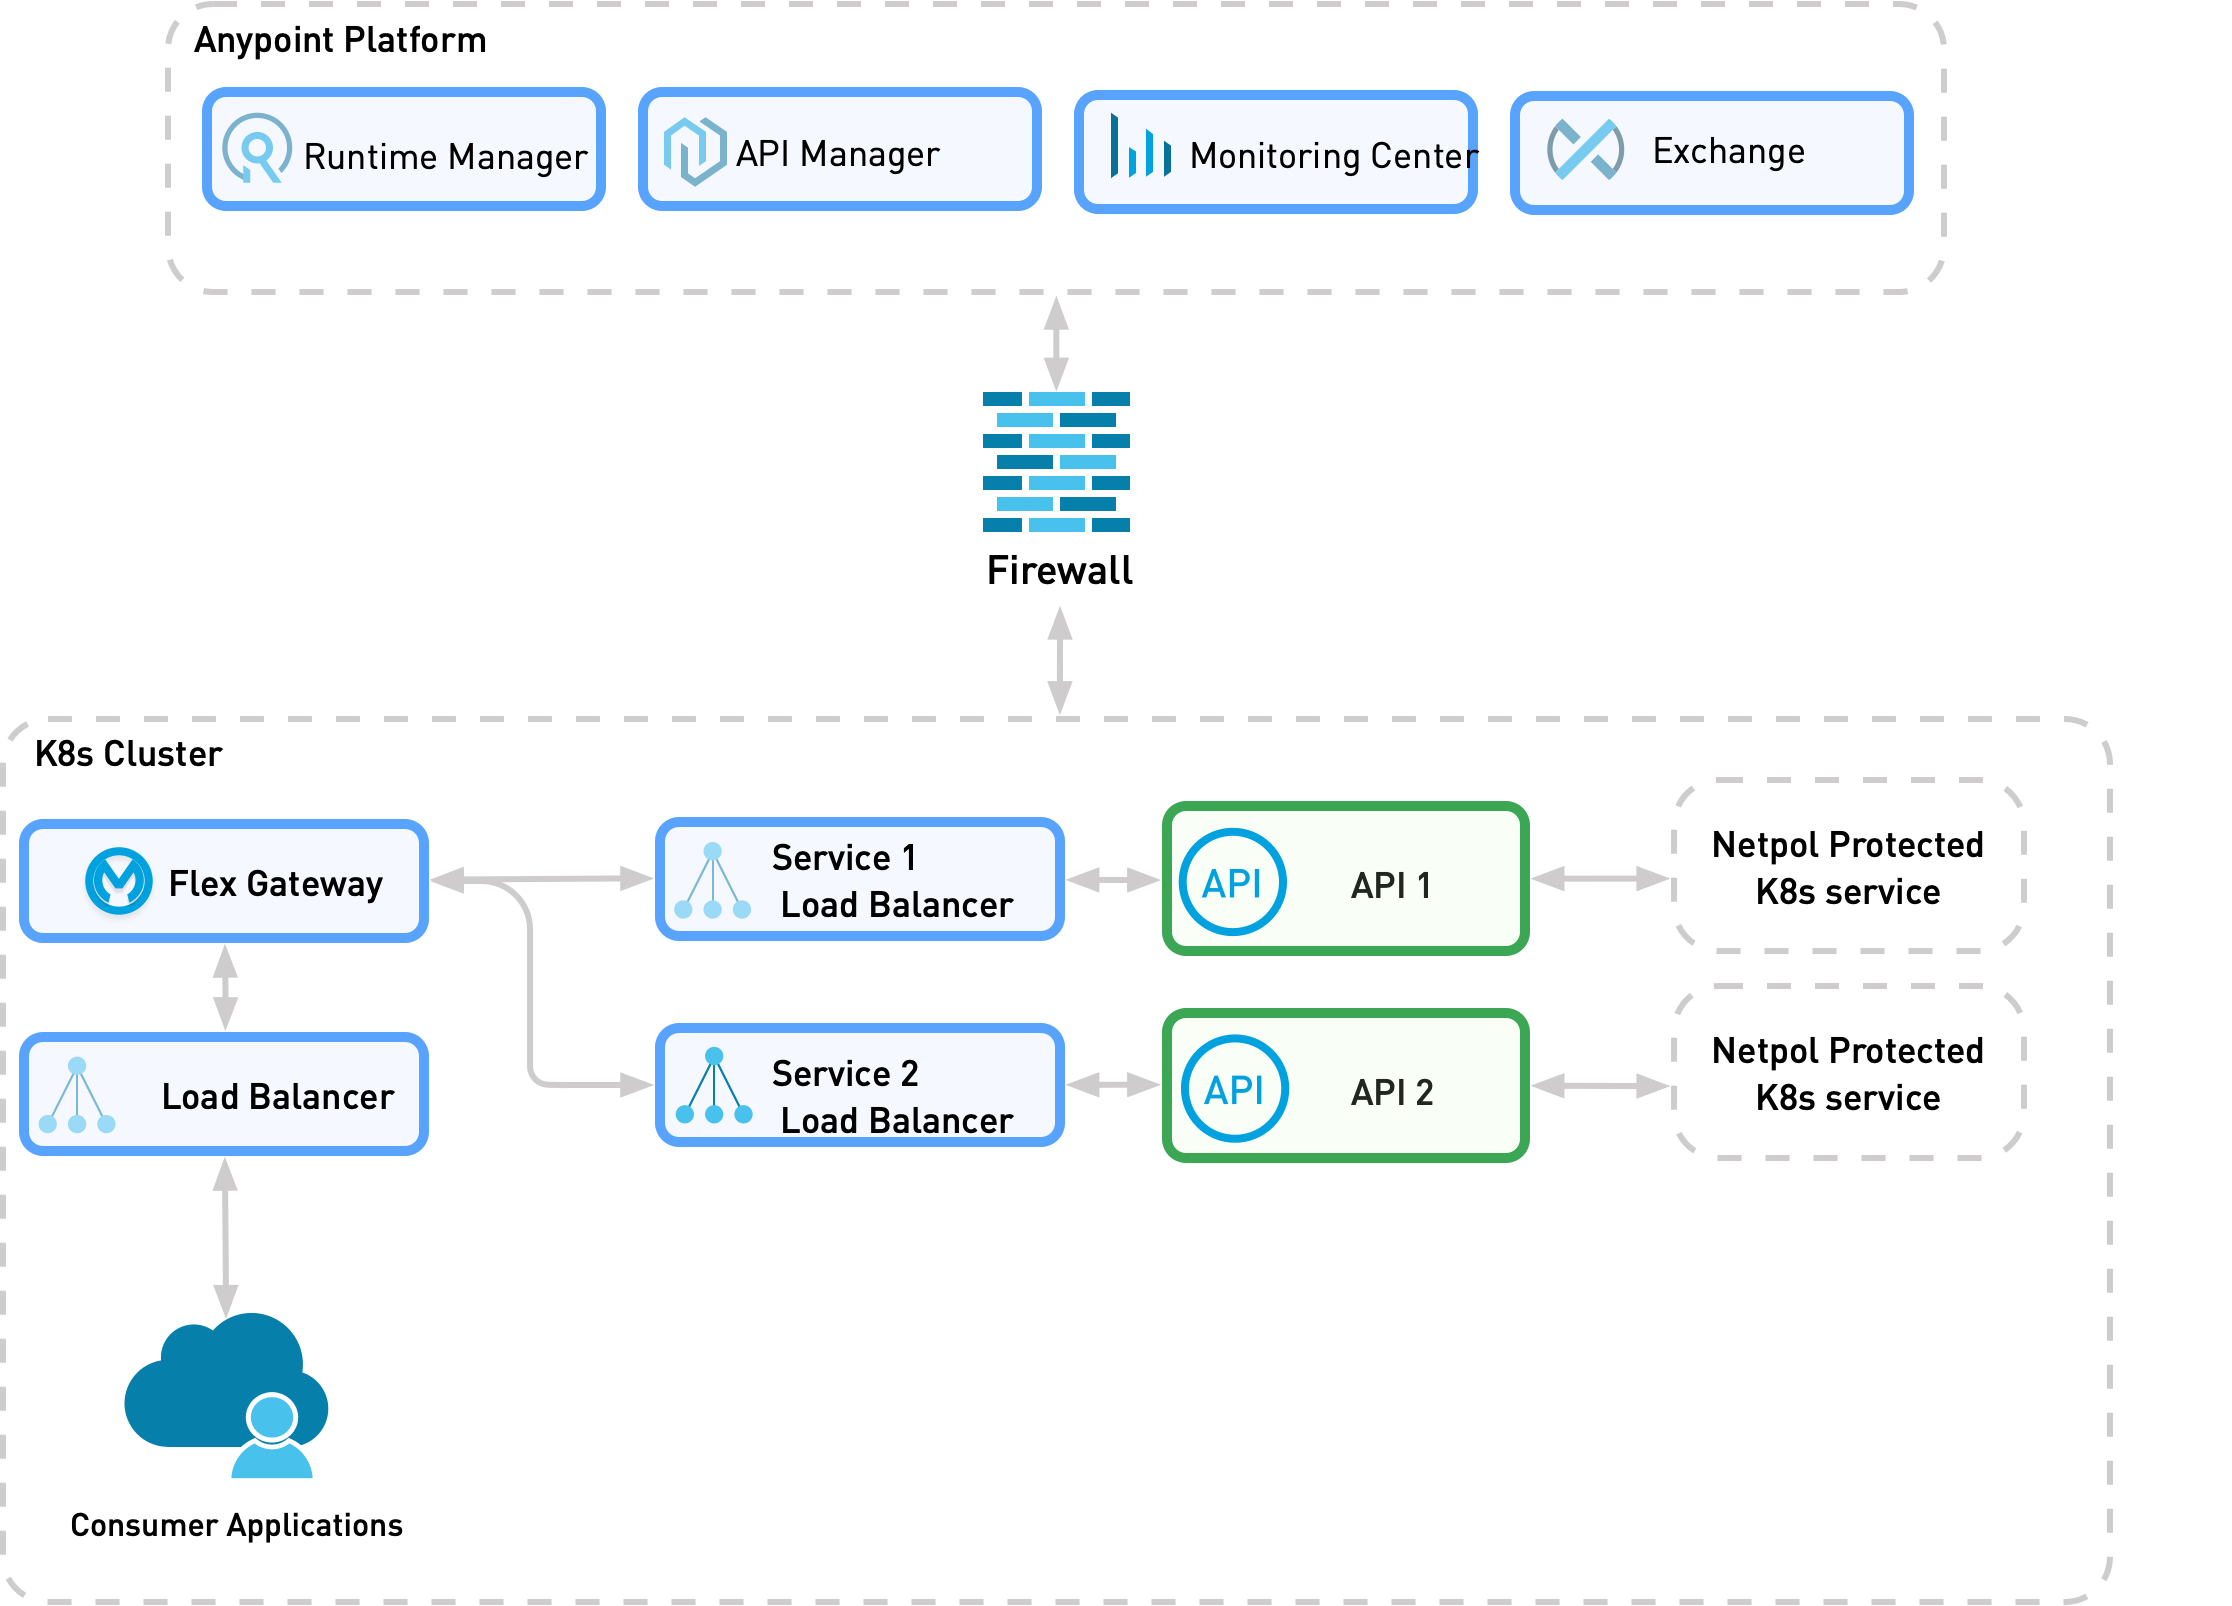 Anypoint Platform
Runtime Manager
API Manager
Monitoring Center
Exchange
Firewall
K8s Cluster
Flex Gateway
Service 1
Load Balancer
API
API 1
Netpol Protected
K8s service
Load Balancer
Service 2
Load Balancer
API
API 2
Netpol Protected
K8s service
Consumer Applications